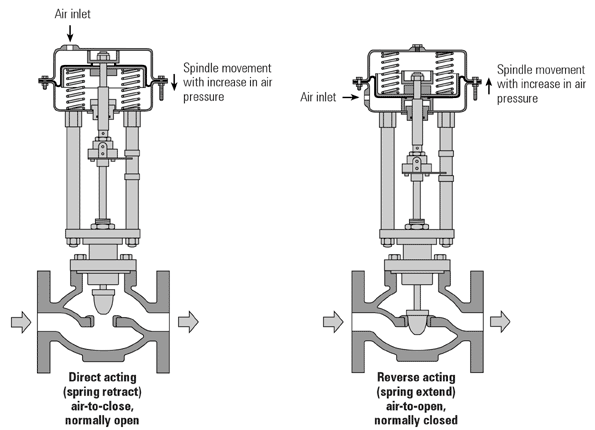 Air inlet
Spindle movement
with increase in air
pressure
Direct acting
(spring retract)
air-to-close,
normally open
Air inlet
Spindle movement
with increase in air
pressure
Reverse acting
(spring extend)
air-to-open,
normally closed